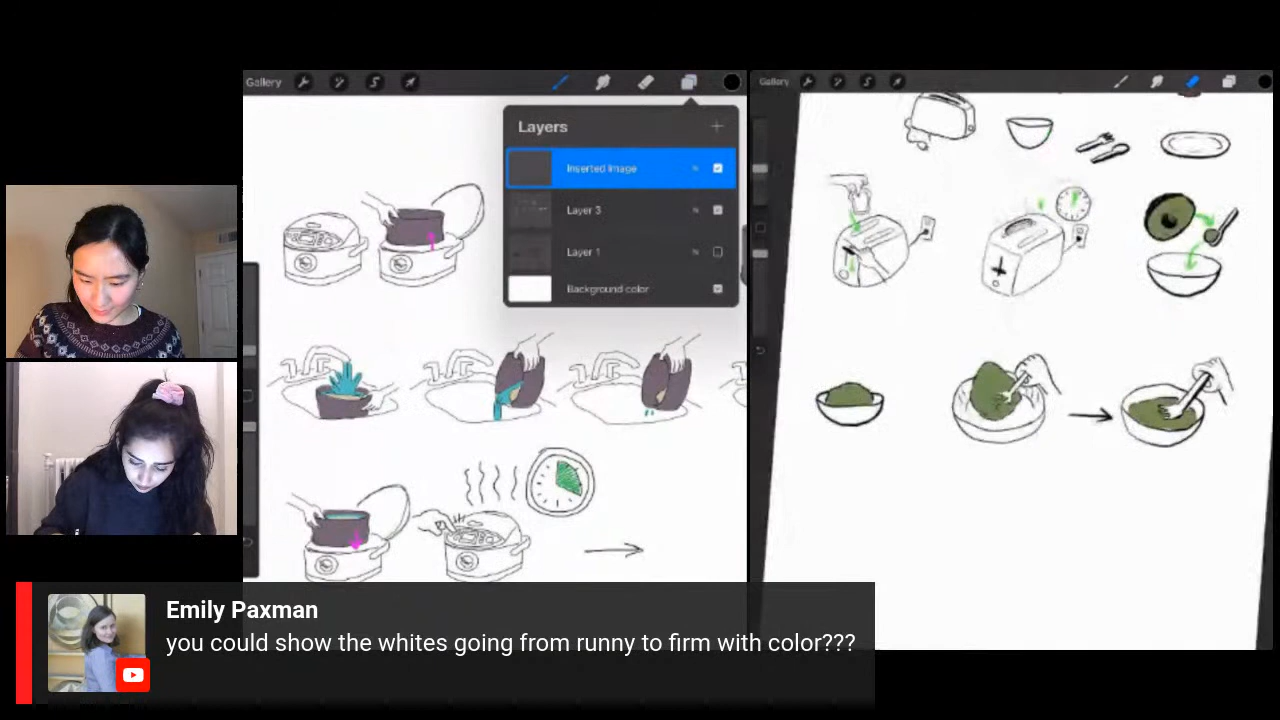 Gallery
Layers
Inserted Image
N
Layer 3
N
Layer 1
N
Background color
Gallery
Emily Paxman
you could show the whites going from runny to firm with color???